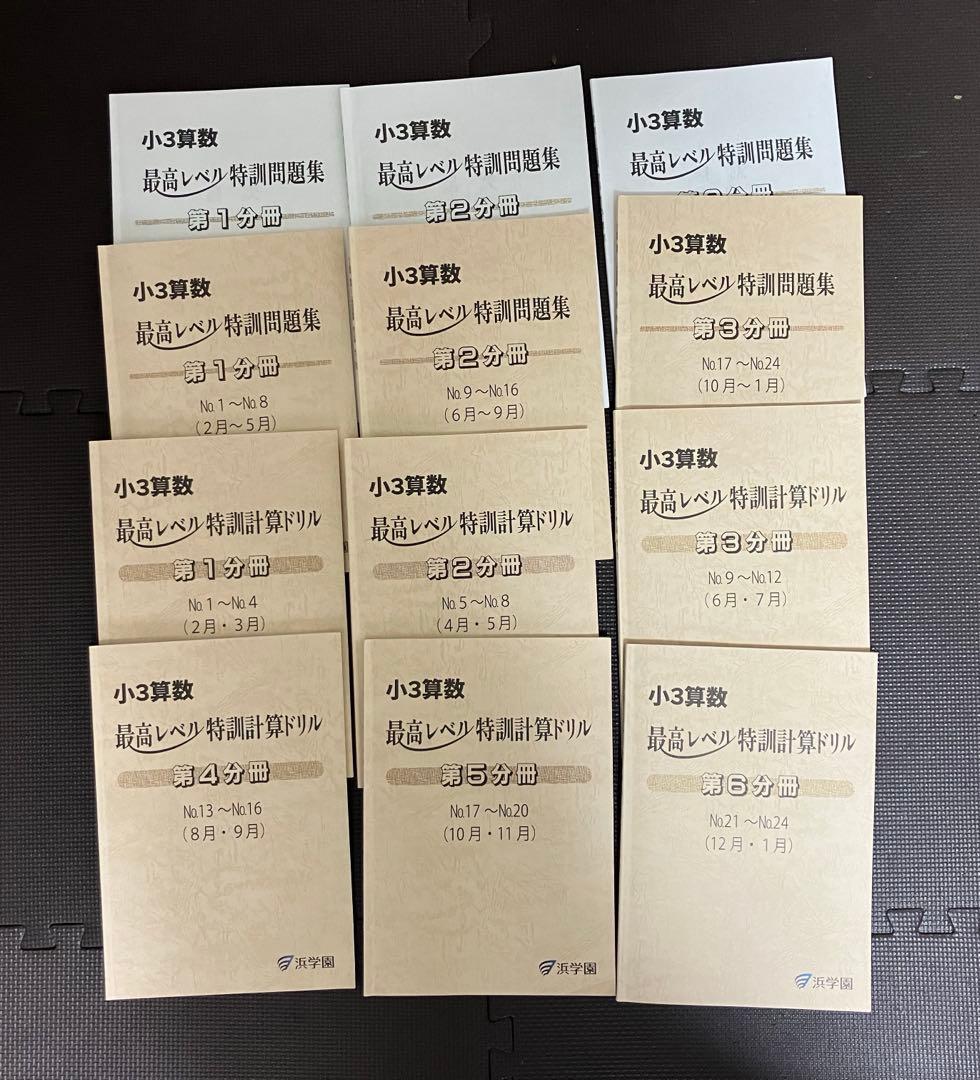 小3算数
最高レベル特訓問題集
第1分冊
小3算数
最高レベル特訓問題集
第2分冊
小3算数
最高レベル特訓問題集
小3算数
最高レベル特訓問題集
第1分冊
No.1〜No.8
(2月〜5月)
小3算数
最高レベル特訓問題集
第2分冊
No.9〜No.16
(6月〜9月)
小3算数
最高レベル特訓問題集
第3分冊
No.17〜No.24
(10月〜1月)
小3算数
最高レベル特訓計算ドリル
第1分冊
No.1〜No.4
(2月・3月)
小3算数
最高レベル特訓計算ドリル
第2分冊
No.5〜No.8
(4月・5月)
小3算数
最高レベル特訓計算ドリル
第3分冊
No.9〜No.12
(6月・7月)
小3算数
最高レベル特訓計算ドリル
第4分冊
No.13〜No.16
(8月・9月)
浜学園
小3算数
最高レベル特訓計算ドリル
第5分冊
No.17〜No.20
(10月・11月)
浜学園
小3算数
最高レベル特訓計算ドリル
第6分冊
No.21〜No.24
(12月・1月)
浜学園